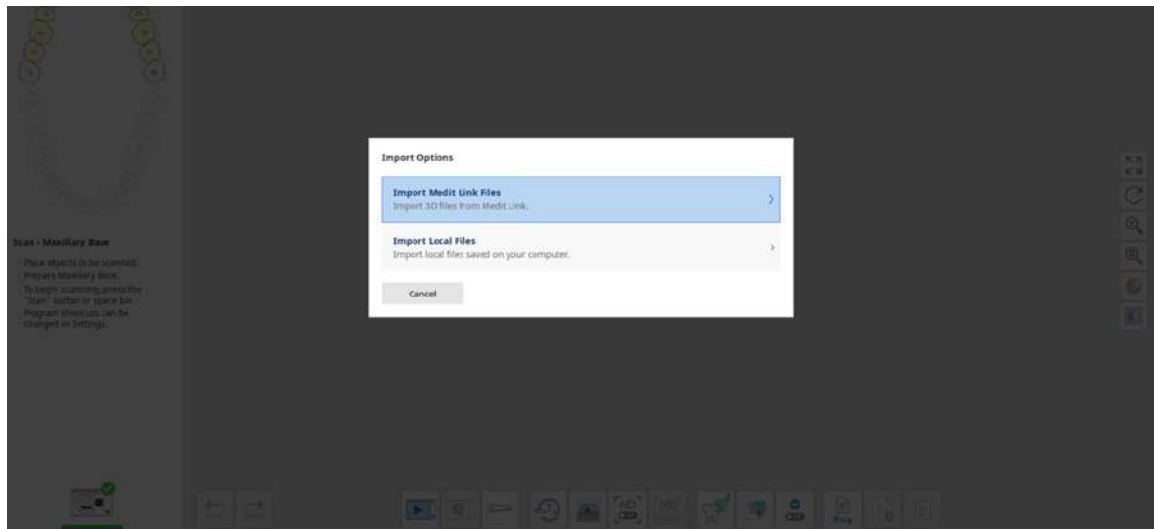 Import Options
Import Medit Link Files
Import 3D files from Medit Link.
Import Local Files
Import local files saved on your computer.
Cancel
Scan - Maxillary Base
- Place objects to be scanned.
- Prepare Maxillary Base.
- To begin scanning, press the
"Scan" button or space bar.
Program shortcuts can be
changed in Settings.
HD